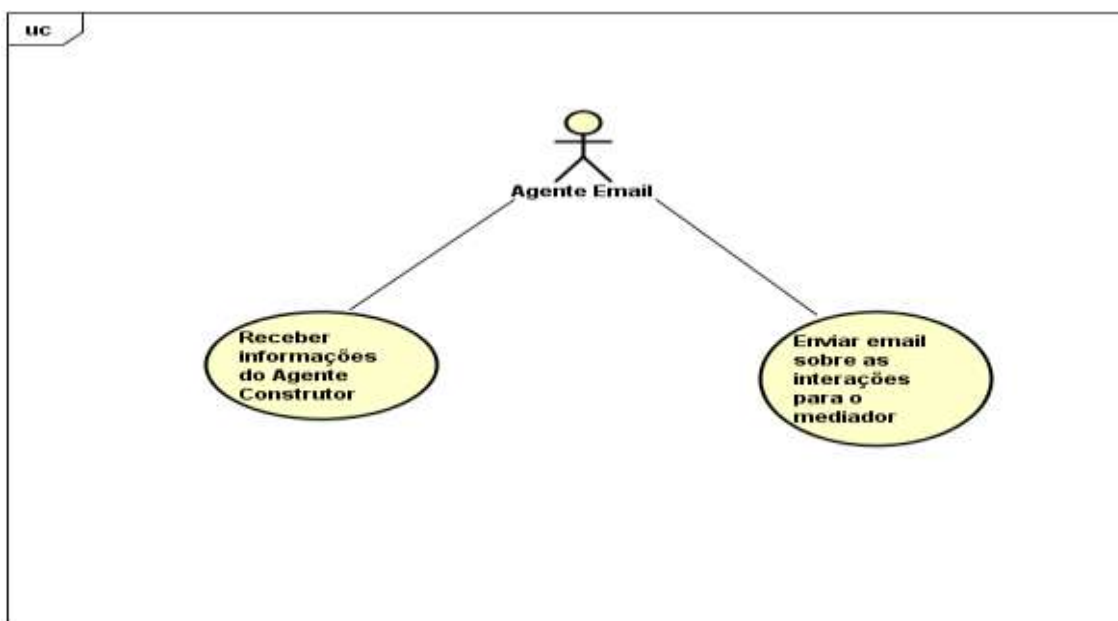 uc
Agente Email
Receber
informações
do Agente
Construtor
Enviar email
sobre as
interações
para o
mediador